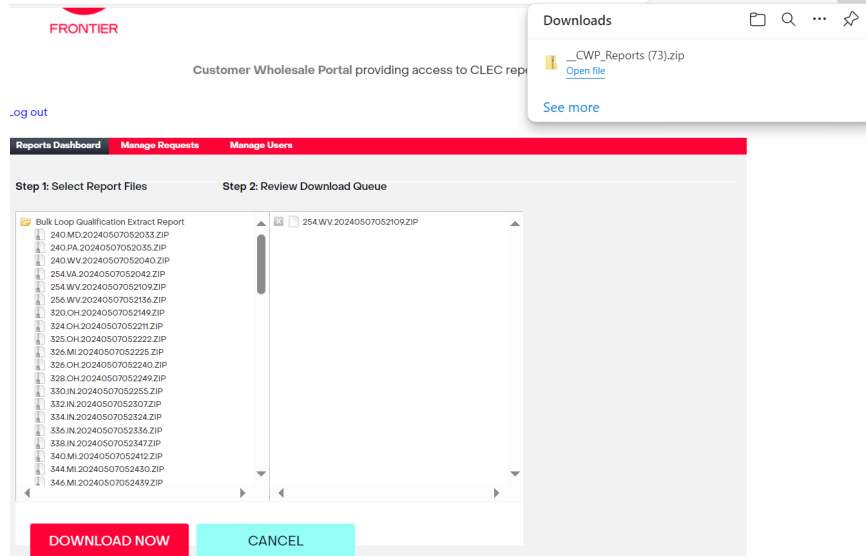 FRONTIER
Customer Wholesale Portal providing access to CLEC repo
Log out
Downloads
__CWP_Reports (73).zip
Open file
See more
Reports Dashboard Manage Requests Manage Users
Step 1: Select Report Files
Step 2: Review Download Queue
Bulk Loop Qualification Extract Report
240.MD.20240507052033.ZIP
240.PA.20240507052035.ZIP
240.WV.20240507052040.ZIP
254.VA.20240507052042.ZIP
254.WV.20240507052109.ZIP
256.WV.20240507052136.ZIP
320.OH.20240507052149.ZIP
324.OH.20240507052211.ZIP
325.OH.20240507052222.ZIP
326.MI.20240507052225.ZIP
326.OH.20240507052240.ZIP
328.OH.20240507052249.ZIP
330.IN.20240507052255.ZIP
332.IN.20240507052307.ZIP
334.IN.20240507052324.ZIP
336.IN.20240507052336.ZIP
338.IN.20240507052347.ZIP
340.MI.20240507052412.ZIP
344.MI.20240507052430.ZIP
346.MI.20240507052439.ZIP
254.WV.20240507052109.ZIP
DOWNLOAD NOW
CANCEL